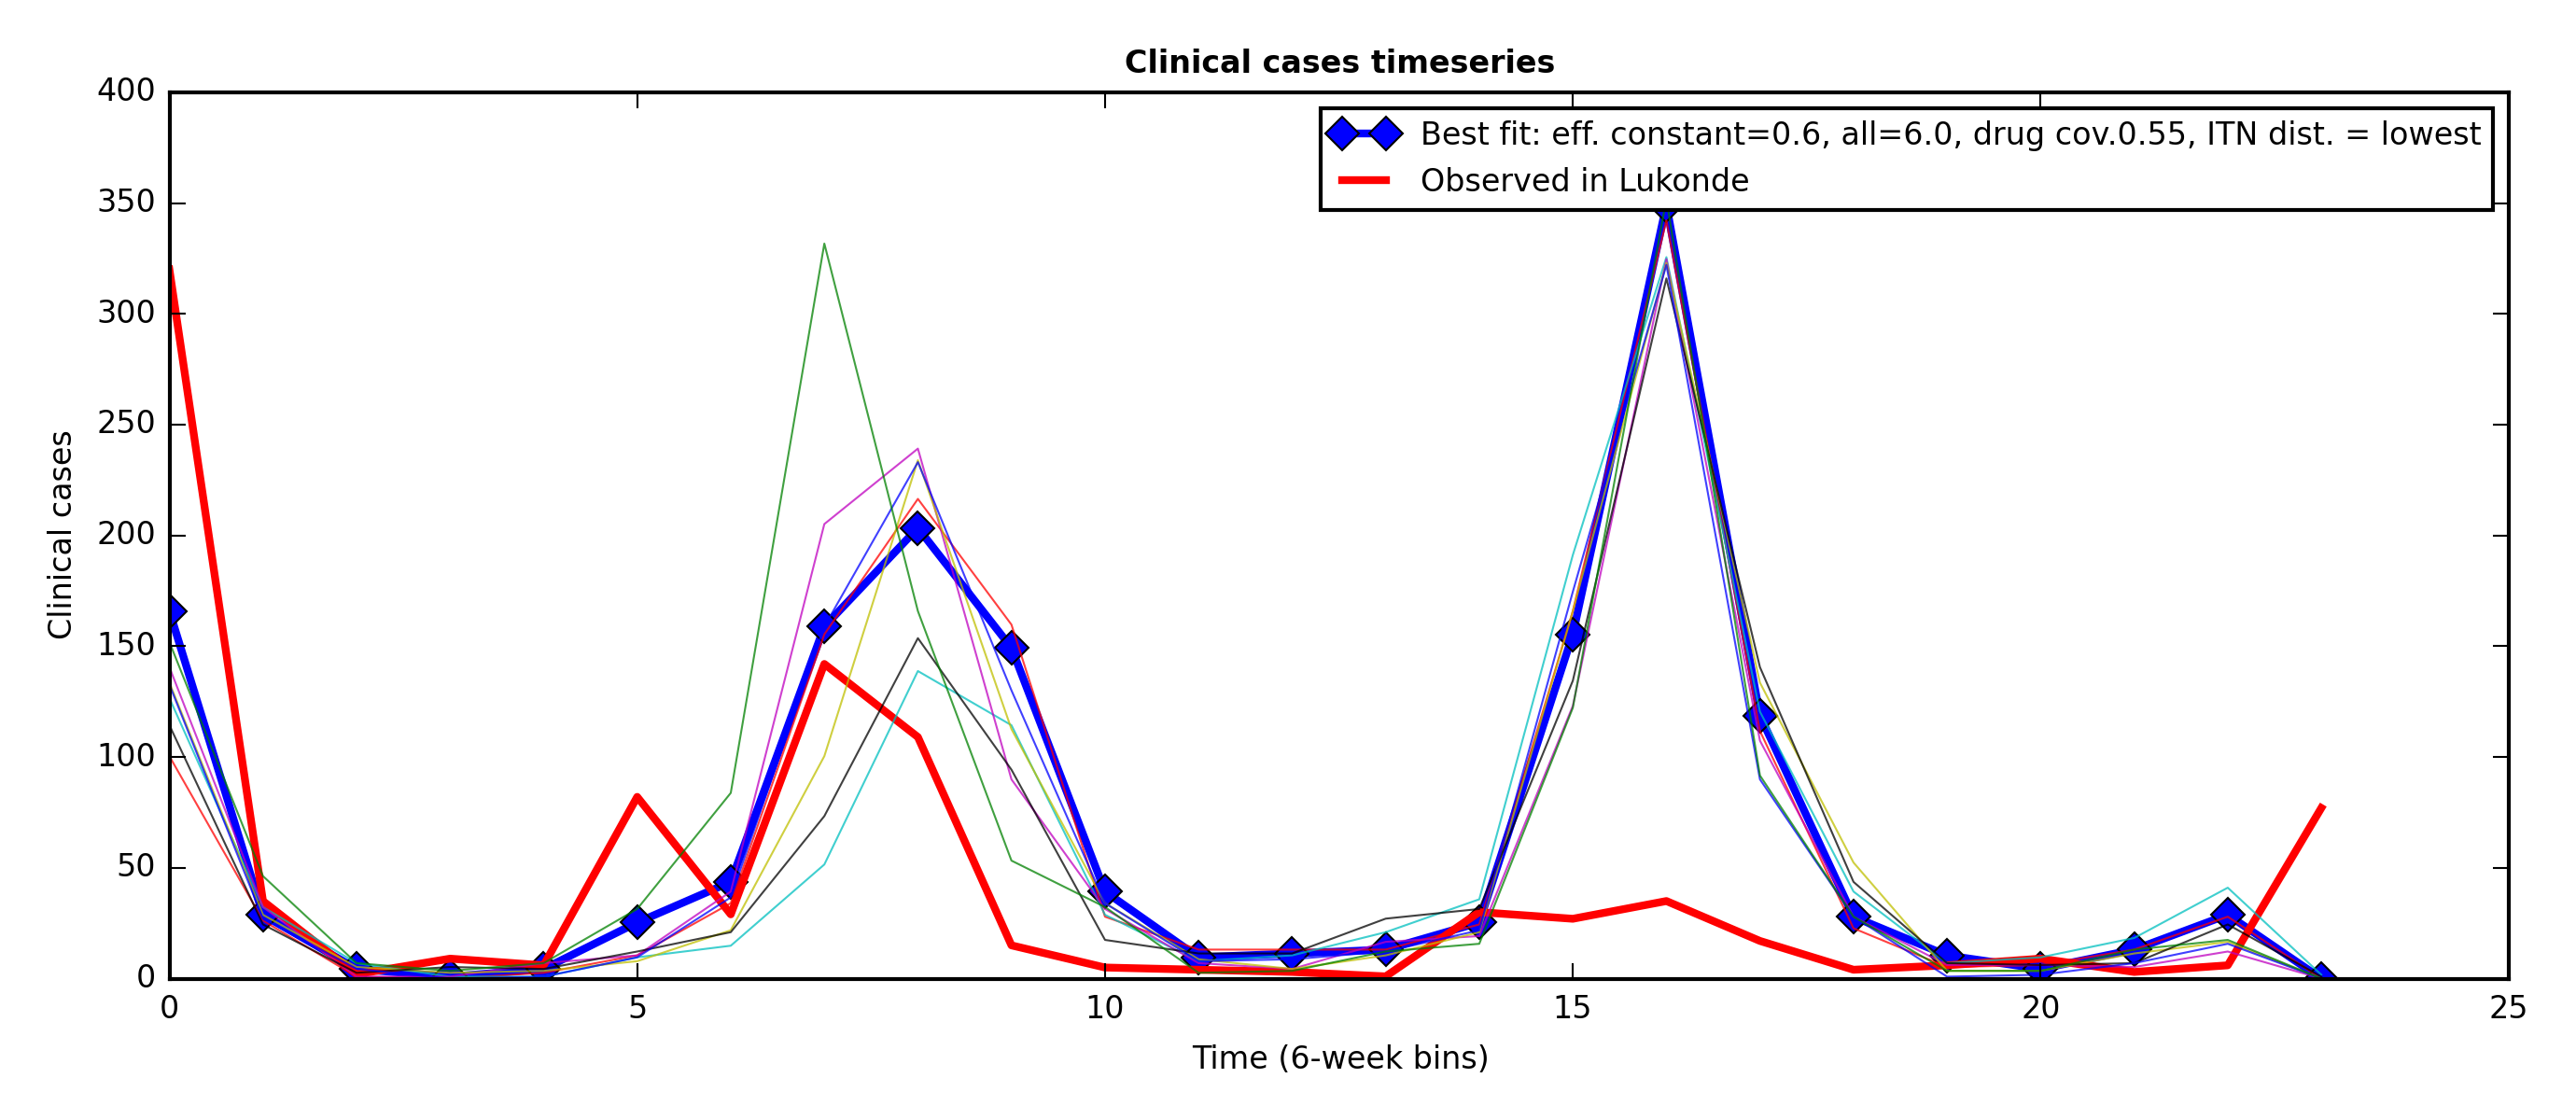 Clinical cases timeseries
400
350
300
250
200
150
100
50
0
Clinical cases
Best fit: eff. constant=0.6, all=6.0, drug cov.0.55, ITN dist. = lowest
Observed in Lukonde
0 5 10 15 20 25
Time (6-week bins)